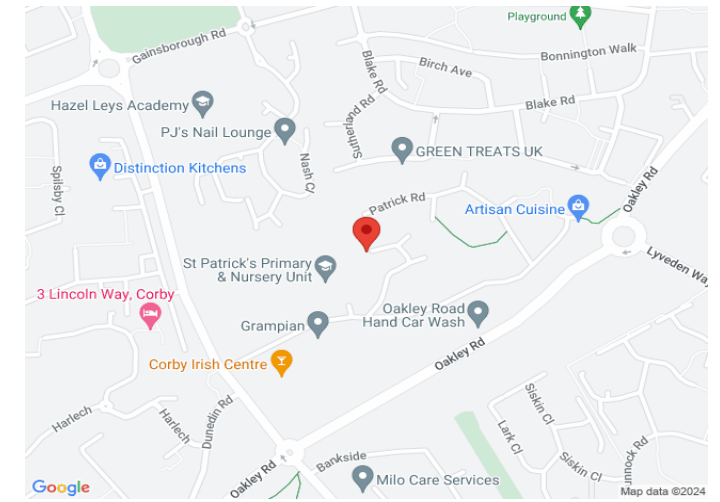 Playground
Gainsborough Rd
Bonnington Walk
Blake Rd
Birch Ave
Hazel Leys Academy
Blake Rd
PJ's Nail Lounge
Sutherland Rd
GREEN TREATS UK
Nash Cl
Distinction Kitchens
Spilsby Cl
Patrick Rd
Artisan Cuisine
Oakley Rd
St Patrick's Primary
& Nursery Unit
Lyveden Way
3 Lincoln Way, Corby
Oakley Road
Hand Car Wash
Grampian
Corby Irish Centre
Oakley Rd
Harlech
Harlech
Dunedin Rd
Siskin Cl
Lark Cl
Bankside
Siskin Cl
Oakley Rd
Milo Care Services
Google
Map data ©2024